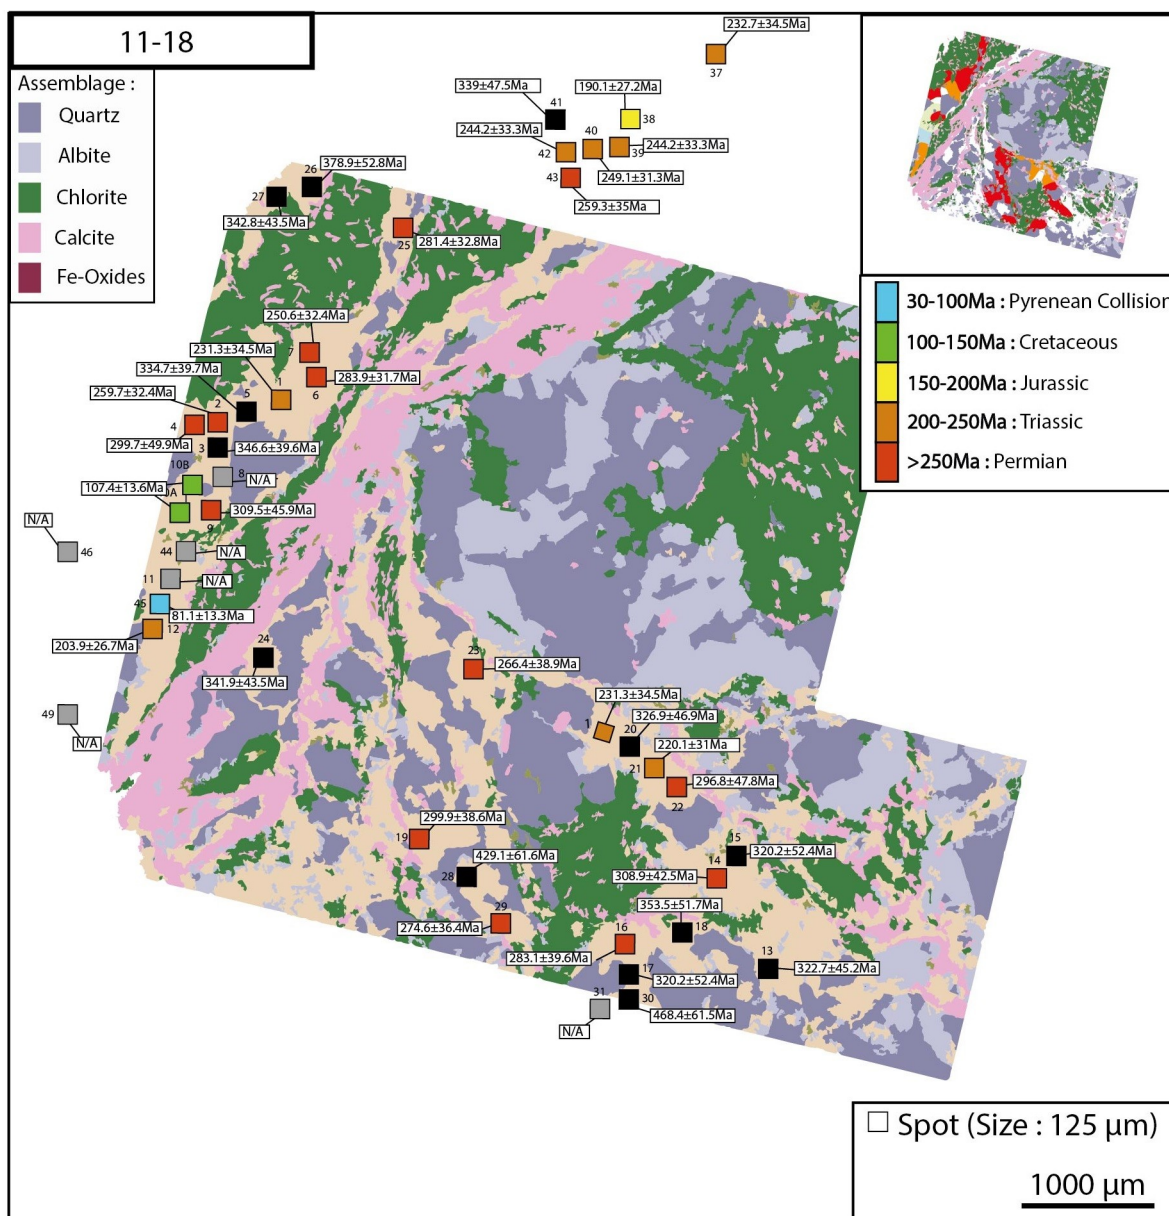 11-18
Assemblage :
Quartz
Albite
Chlorite
Calcite
Fe-Oxides
232.7±34.5Ma
37
339±47.5Ma
41
190.1±27.2Ma
38
244.2±33.3Ma
42
40
39
244.2±33.3Ma
43
249.1±31.3Ma
259.3±35Ma
26
378.9±52.8Ma
27
342.8±43.5Ma
25
281.4±32.8Ma
30-100Ma : Pyrenean Collision
100-150Ma : Cretaceous
150-200Ma : Jurassic
200-250Ma : Triassic
>250Ma : Permian
250.6±32.4Ma
7
231.3±34.5Ma
1
334.7±39.7Ma
5
6
283.9±31.7Ma
259.7±32.4Ma
2
4
299.7±49.9Ma
3
346.6±39.6Ma
10B
8
N/A
107.4±13.6Ma
0A
9
309.5±45.9Ma
N/A
46
44
N/A
11
N/A
45
81.1±13.3Ma
12
203.9±26.7Ma
24
341.9±43.5Ma
23
266.4±38.9Ma
49
N/A
231.3±34.5Ma
1
20
326.9±46.9Ma
21
220.1±31Ma
22
296.8±47.8Ma
299.9±38.6Ma
19
429.1±61.6Ma
28
15
320.2±52.4Ma
14
308.9±42.5Ma
29
274.6±36.4Ma
353.5±51.7Ma
18
16
283.1±39.6Ma
13
322.7±45.2Ma
17
320.2±52.4Ma
30
468.4±61.5Ma
31
N/A
Spot (Size : 125 µm)
1000 µm